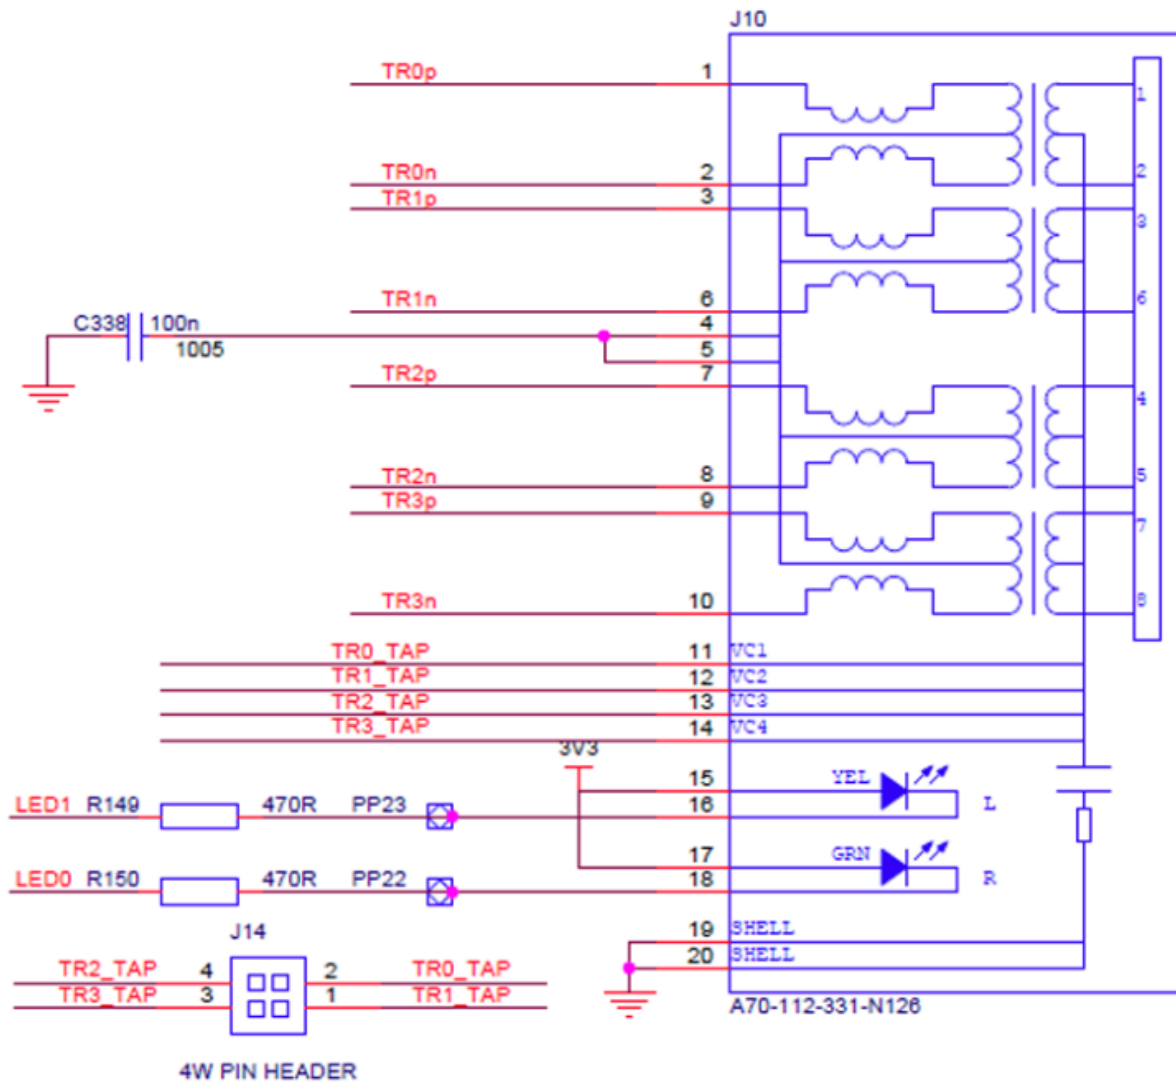 J10
TR0p 1
1
TR0n 2
2
TR1p 3
3
TR1n 6
6
C338 100n
1005
4
5
TR2p 7
4
TR2n 8
5
TR3p 9
7
TR3n 10
8
TR0_TAP 11 VC1
TR1_TAP 12 VC2
TR2_TAP 13 VC3
TR3_TAP 14 VC4
3V3
15 YEL
LED1 R149 470R PP23 16 L
17 GRN
LED0 R150 470R PP22 18 R
J14
19 SHELL
20 SHELL
TR2_TAP 4 2 TR0_TAP
TR3_TAP 3 1 TR1_TAP
A70-112-331-N126
4W PIN HEADER